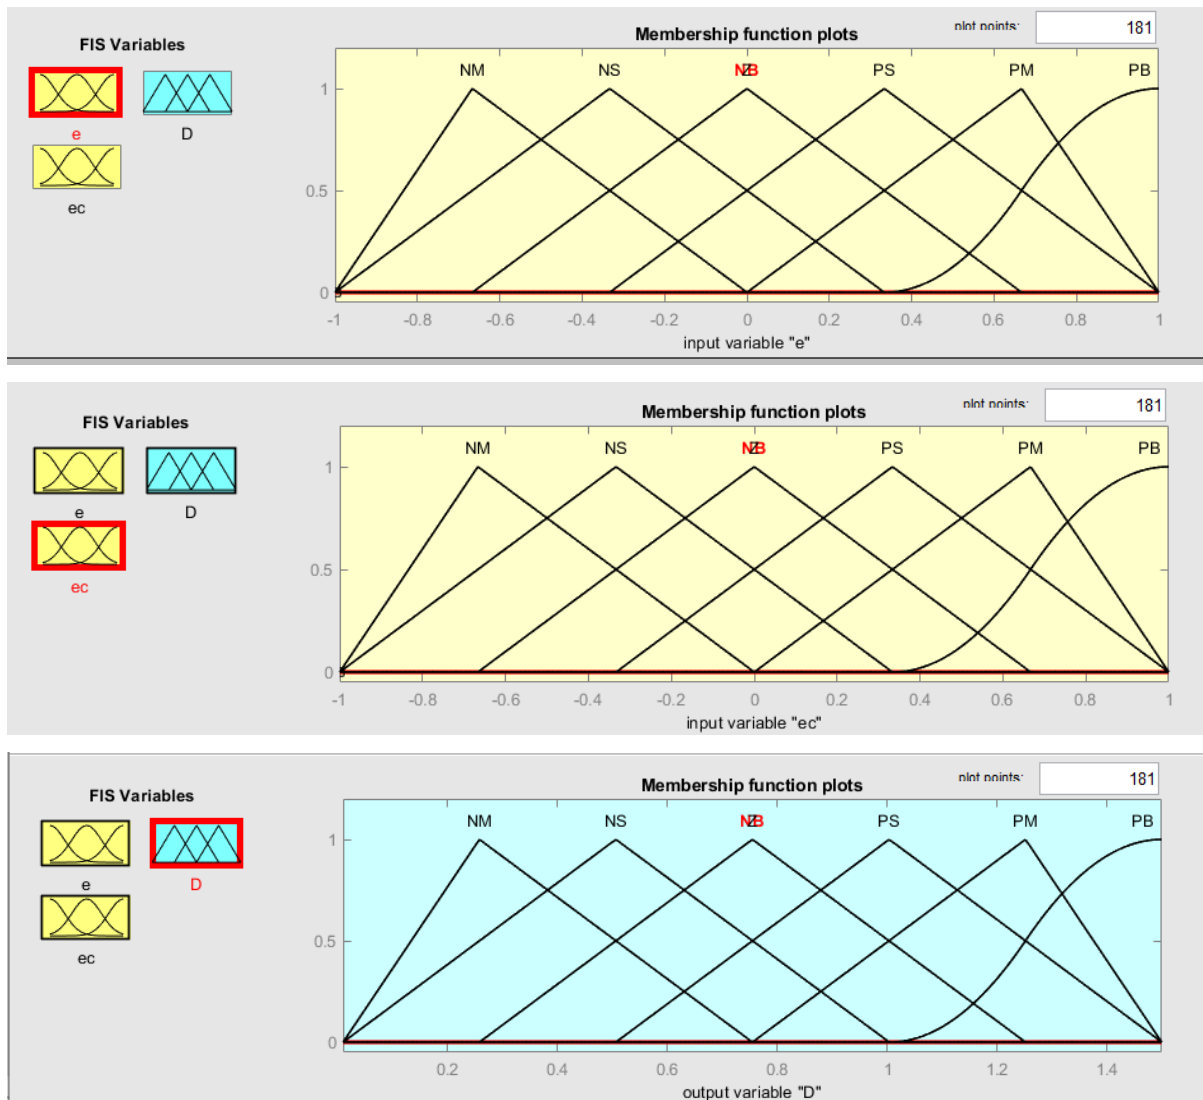 FIS Variables
Membership function plots
plot points:
181
e
D
ec
NM
NS
NB
Z
PS
PM
PB
1
0.5
0
-1
-0.8
-0.6
-0.4
-0.2
0
0.2
0.4
0.6
0.8
1
input variable "e"
FIS Variables
Membership function plots
plot points:
181
e
D
ec
NM
NS
NB
Z
PS
PM
PB
1
0.5
0
-1
-0.8
-0.6
-0.4
-0.2
0
0.2
0.4
0.6
0.8
1
input variable "ec"
FIS Variables
Membership function plots
plot points:
181
e
D
ec
NM
NS
NB
Z
PS
PM
PB
1
0.5
0
0.2
0.4
0.6
0.8
1
1.2
1.4
output variable "D"